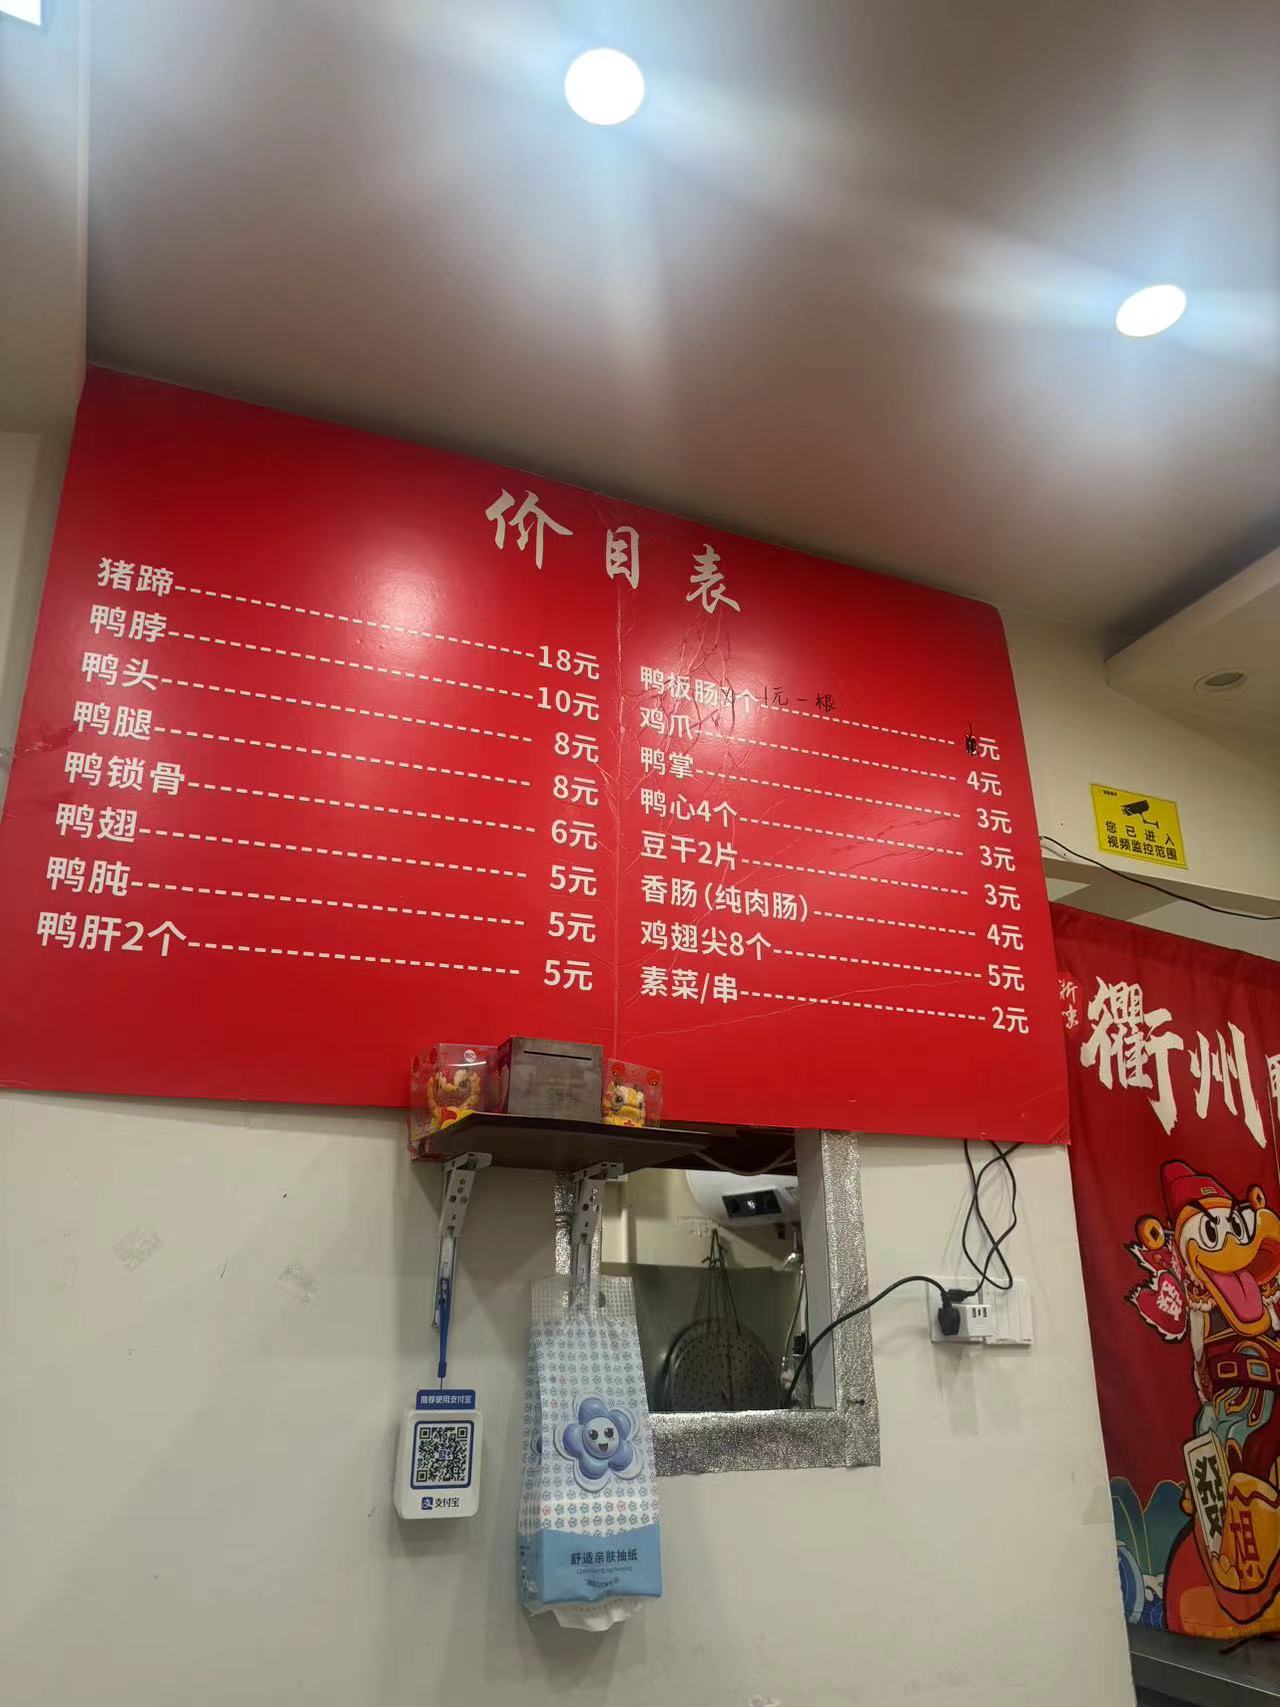 价目表
猪蹄 18元
鸭脖 10元
鸭头 8元
鸭腿 8元
鸭锁骨 6元
鸭翅 5元
鸭肫 5元
鸭肝2个 5元
鸭板肠 个 1元一根 元
鸡爪 4元
鸭掌 3元
鸭心4个 3元
豆干2片 3元
香肠(纯肉肠) 4元
鸡翅尖8个 5元
素菜/串 2元
您已进入
视频监控范围
浙味
衢州
發
推荐使用支付宝
支付宝
舒适亲肤抽纸